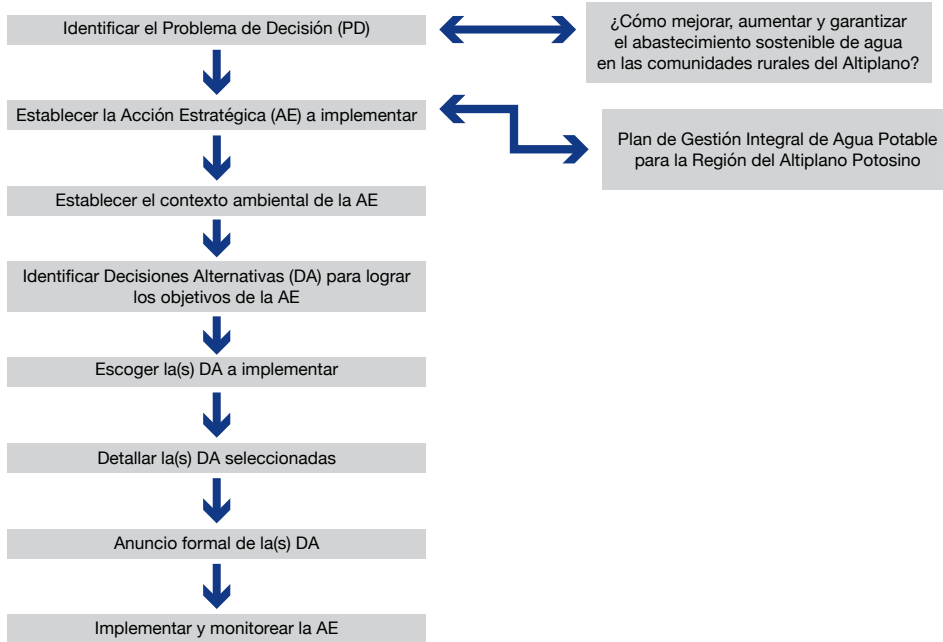 Identificar el Problema de Decisión (PD)
¿Cómo mejorar, aumentar y garantizar
el abastecimiento sostenible de agua
en las comunidades rurales del Altiplano?
Establecer la Acción Estratégica (AE) a implementar
Plan de Gestión Integral de Agua Potable
para la Región del Altiplano Potosino
Establecer el contexto ambiental de la AE
Identificar Decisiones Alternativas (DA) para lograr
los objetivos de la AE
Escoger la(s) DA a implementar
Detallar la(s) DA seleccionadas
Anuncio formal de la(s) DA
Implementar y monitorear la AE